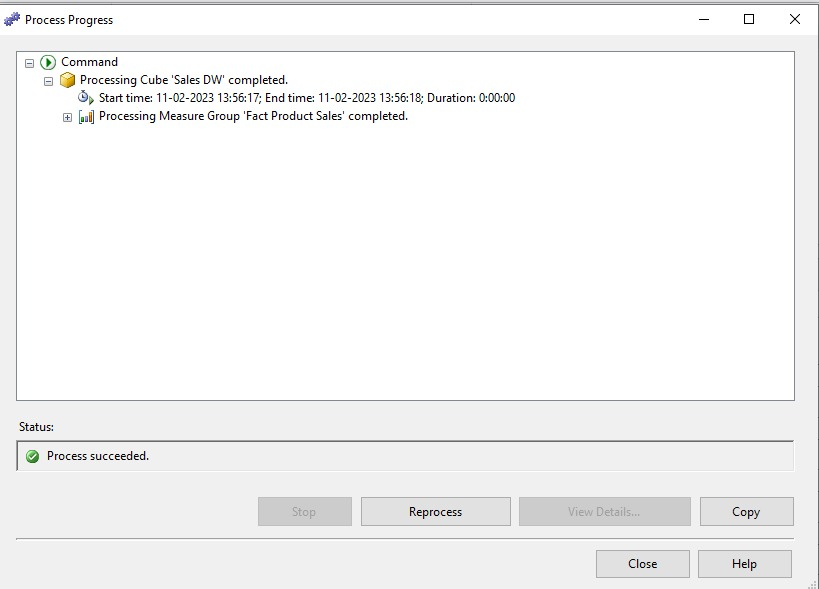 Process Progress
Command
Processing Cube 'Sales DW' completed.
Start time: 11-02-2023 13:56:17; End time: 11-02-2023 13:56:18; Duration: 0:00:00
Processing Measure Group 'Fact Product Sales' completed.
Status:
Process succeeded.
Stop Reprocess View Details... Copy
Close Help